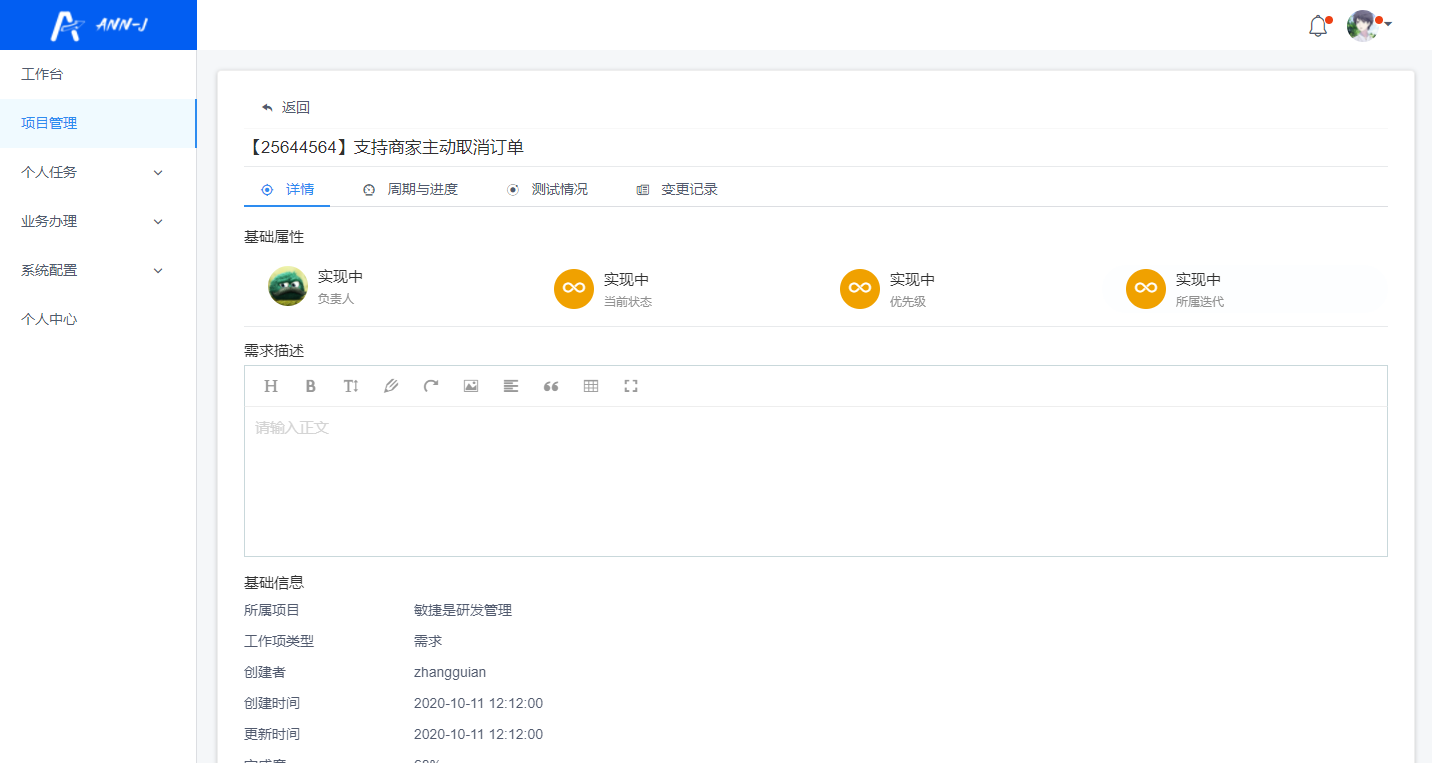 ANN-J
工作台
项目管理
个人任务
业务办理
系统配置
个人中心
返回
【25644564】支持商家主动取消订单
详情 周期与进度 测试情况 变更记录
基础属性
实现中 实现中 实现中 实现中
负责人 当前状态 优先级 所属迭代
需求描述
H B T
请输入正文
基础信息
所属项目 敏捷是研发管理
工作项类型 需求
创建者 zhangguian
创建时间 2020-10-11 12:12:00
更新时间 2020-10-11 12:12:00